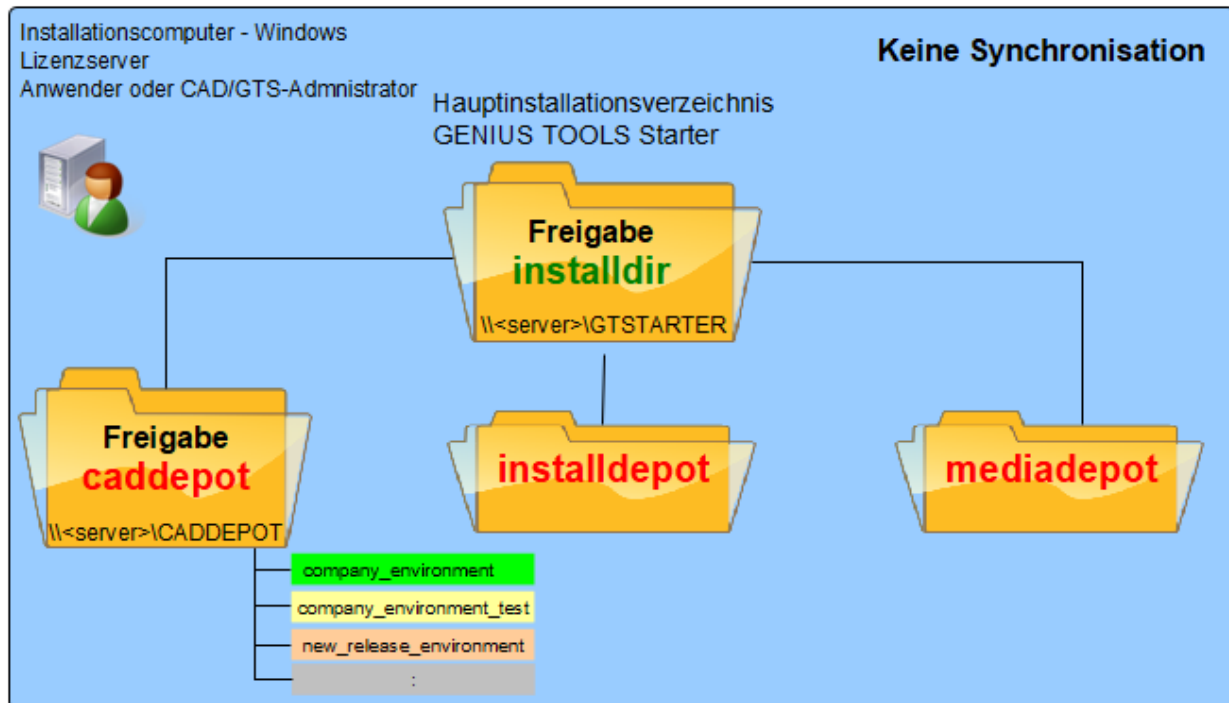 Installationscomputer - Windows
Lizenzserver
Anwender oder CAD/GTS-Admnistrator
Keine Synchronisation
Hauptinstallationsverzeichnis
GENIUS TOOLS Starter
Freigabe
installdir
\\<server>\GTSTARTER
Freigabe
caddepot
\\<server>\CADDEPOT
installdepot
mediadepot
company_environment
company_environment_test
new_release_environment
: